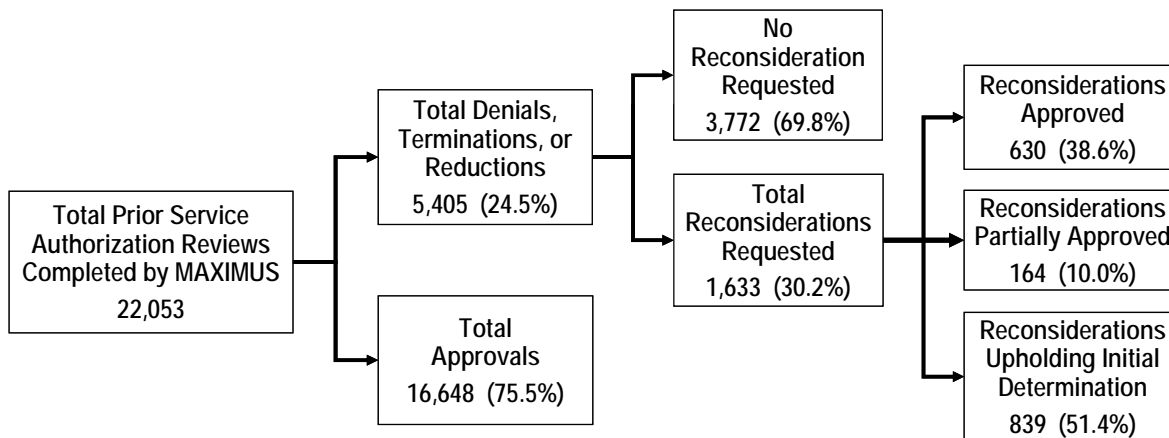 Total Prior Service
Authorization Reviews
Completed by MAXIMUS
22,053
Total Denials,
Terminations, or
Reductions
5,405 (24.5%)
Total
Approvals
16,648 (75.5%)
No
Reconsideration
Requested
3,772 (69.8%)
Total
Reconsiderations
Requested
1,633 (30.2%)
Reconsiderations
Approved
630 (38.6%)
Reconsiderations
Partially Approved
164 (10.0%)
Reconsiderations
Upholding Initial
Determination
839 (51.4%)